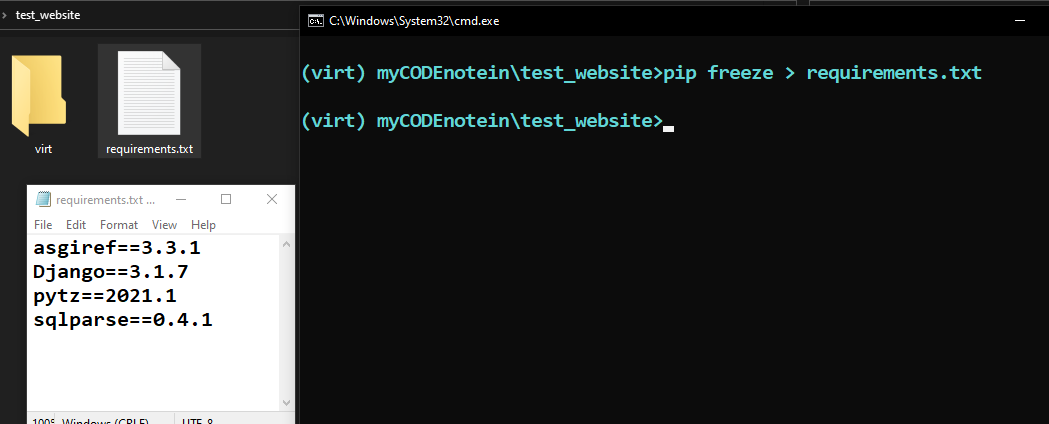 test_website
virt
requirements.txt
requirements.txt ...
File Edit Format View Help
asgiref==3.3.1
Django==3.1.7
pytz==2021.1
sqlparse==0.4.1
Windows (CRLF) UTF-8
C:\Windows\System32\cmd.exe
(virt) myCODEnotein\test_website>pip freeze > requirements.txt
(virt) myCODEnotein\test_website>